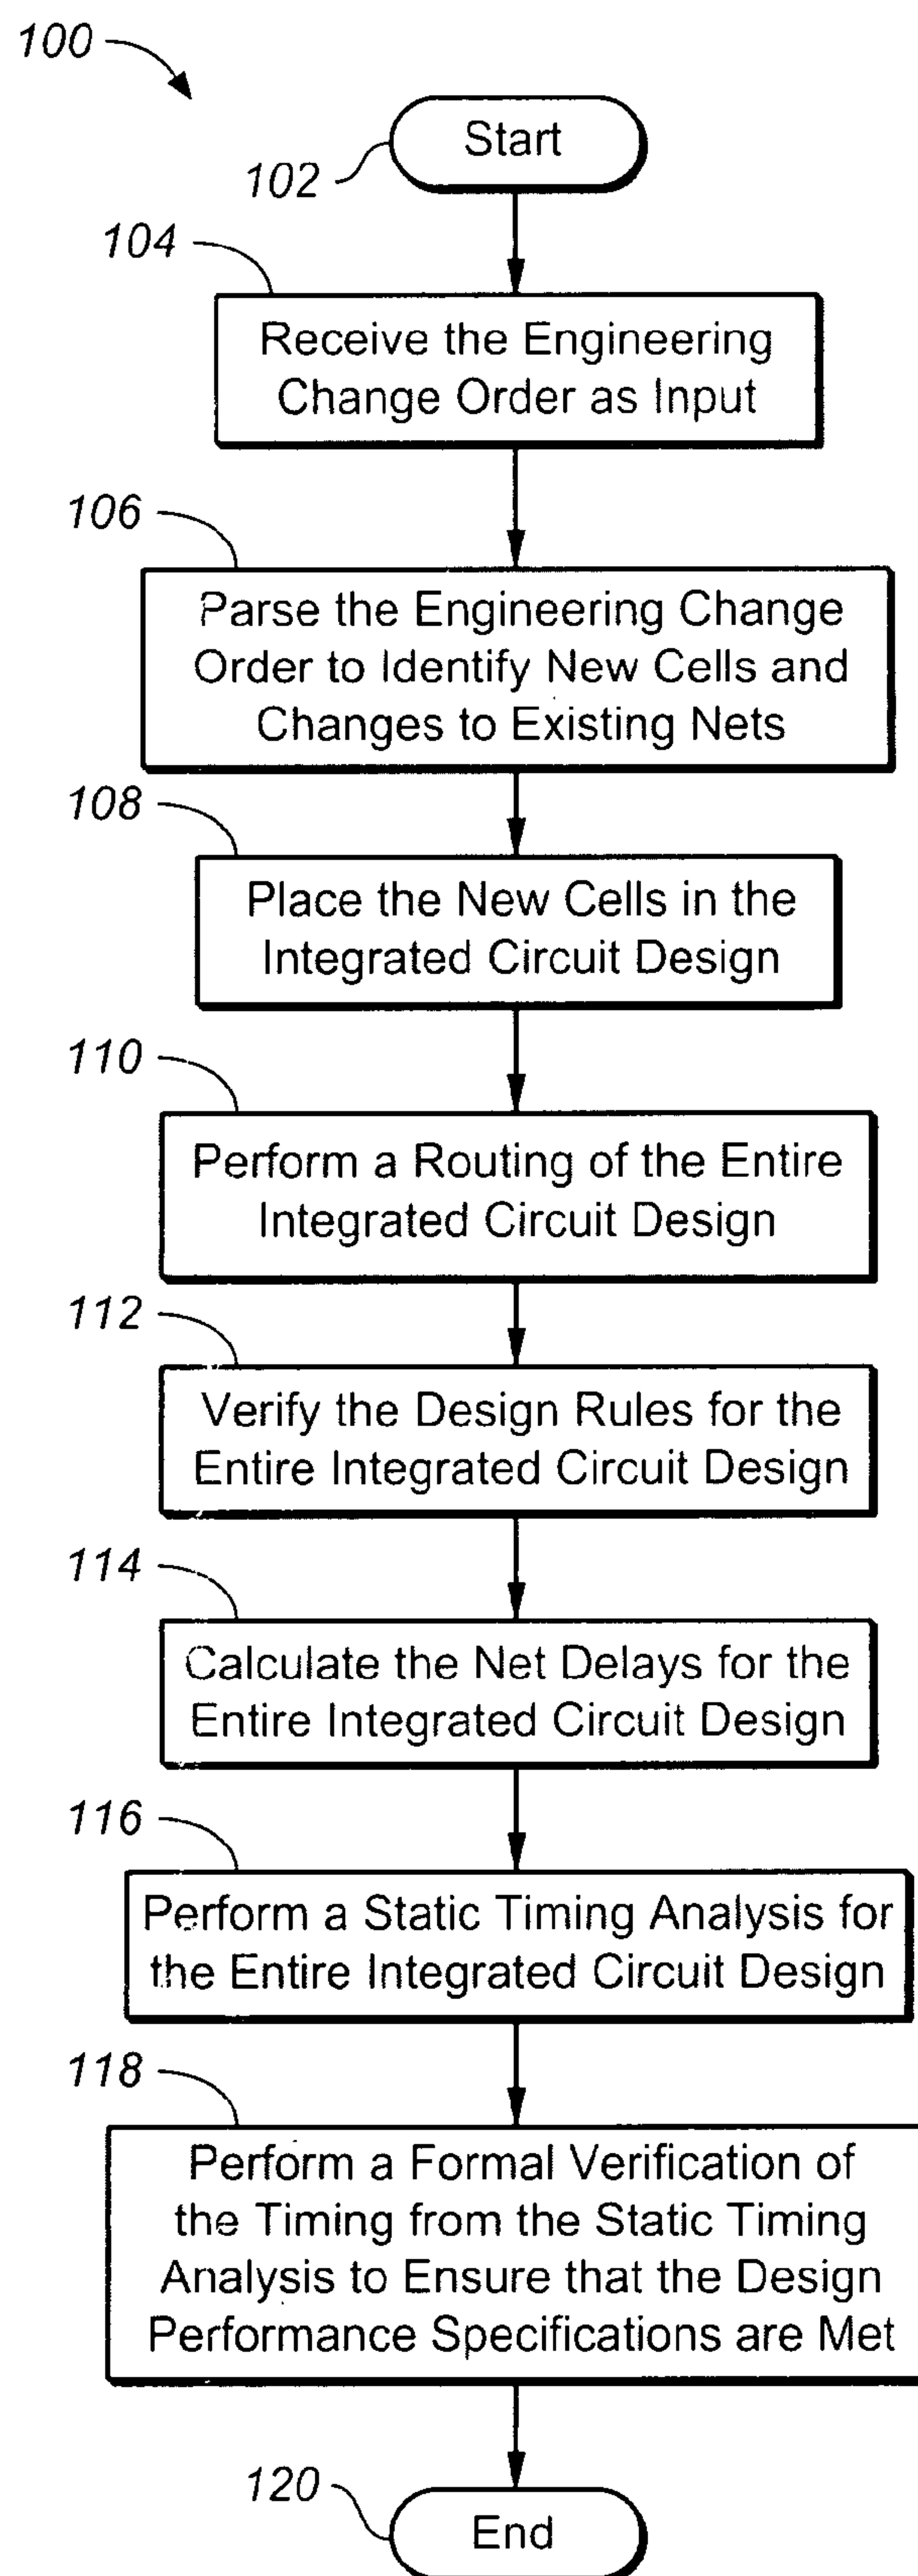 100
Start
102
104
Receive the Engineering
Change Order as Input
106
Parse the Engineering Change
Order to Identify New Cells and
Changes to Existing Nets
108
Place the New Cells in the
Integrated Circuit Design
110
Perform a Routing of the Entire
Integrated Circuit Design
112
Verify the Design Rules for the
Entire Integrated Circuit Design
114
Calculate the Net Delays for the
Entire Integrated Circuit Design
116
Perform a Static Timing Analysis for
the Entire Integrated Circuit Design
118
Perform a Formal Verification of
the Timing from the Static Timing
Analysis to Ensure that the Design
Performance Specifications are Met
120
End